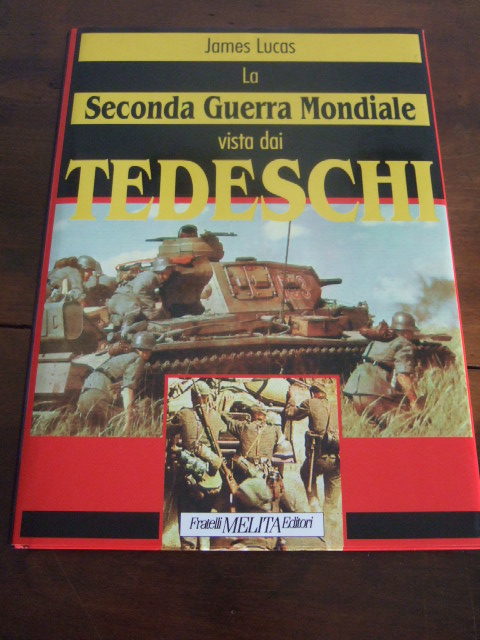 James Lucas
La
Seconda Guerra Mondiale
vista dai
TEDESCHI
Fratelli MELITA Editori